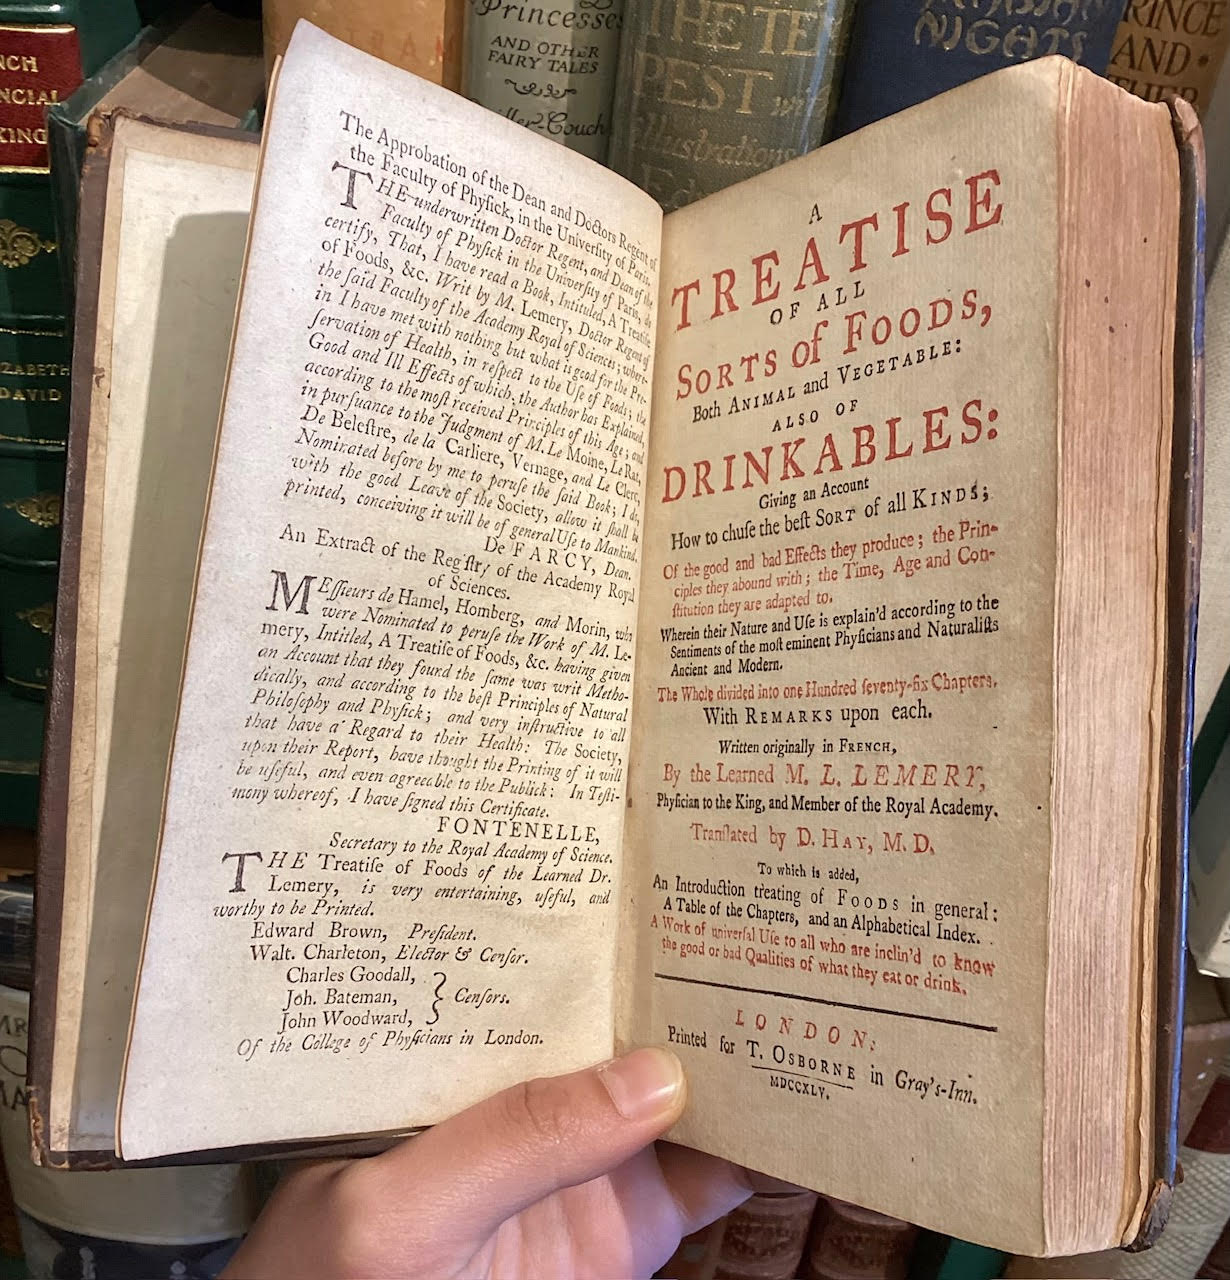 NCH
NCIAL
KING
ZABETH
DAVID
Princesses
AND OTHER
FAIRY TALES
ller-Couch
THE TE
PEST
Illustrations
NIGHTS
RINCE
AND
The Approbation of the Dean and Doctors Regent of
the Faculty of Phyſick, in the Univerſity of Paris.
THE underwritten Doctor Regent, and Dean of the
Faculty of Phyſick in the Univerſity of Paris, do
certify, That, I have read a Book, Intituled, A Treatiſe
of Foods, &c. Writ by M. Lemery, Doctor Regent of
the ſaid Faculty of the Academy Royal of Sciences; where-
in I have met with nothing but what is good for the Pre-
ſervation of Health, in reſpect to the Uſe of Foods; the
Good and Ill Effects of which, the Author has Explained,
according to the moſt received Principles of this Age; and
in purſuance to the Judgment of M. Le Moine, Le Rat,
De Beleſtre, de la Carliere, Vernage, and Le Clerc,
Nominated before by me to peruſe the ſaid Book; I do,
with the good Leave of the Society, allow it ſhall be
printed, conceiving it will be of general Uſe to Mankind.
De FARCY, Dean.
An Extract of the Regiſtry of the Academy Royal
of Sciences.
MEſſieurs de Hamel, Homberg, and Morin, who
were Nominated to peruſe the Work of M. Le-
mery, Intitled, A Treatiſe of Foods, &c. having given
an Account that they found the ſame was writ Metho-
dically, and according to the beſt Principles of Natural
Philoſophy and Phyſick; and very inſtructive to all
that have a Regard to their Health: The Society,
upon their Report, have thought the Printing of it will
be uſeful, and even agreeable to the Publick: In Teſti-
mony whereof, I have ſigned this Certificate.
FONTENELLE,
Secretary to the Royal Academy of Science.
THE Treatiſe of Foods of the Learned Dr.
Lemery, is very entertaining, uſeful, and
worthy to be Printed.
Edward Brown, Preſident.
Walt. Charleton, Elector & Cenſor.
Charles Goodall,
Joh. Bateman, } Cenſors.
John Woodward,
Of the College of Phyſicians in London.
A
TREATISE
OF ALL
SORTS of FOODS,
Both ANIMAL and VEGETABLE:
ALSO OF
DRINKABLES:
Giving an Account
How to chuſe the beſt SORT of all KINDS;
Of the good and bad Effects they produce; the Prin-
ciples they abound with; the Time, Age and Con-
ſtitution they are adapted to.
Wherein their Nature and Uſe is explain'd according to the
Sentiments of the moſt eminent Phyſicians and Naturaliſts
Ancient and Modern.
The Whole divided into one Hundred ſeventy-ſix Chapters.
With REMARKS upon each.
Written originally in FRENCH,
By the Learned M. L. LEMERY,
Phyſician to the King, and Member of the Royal Academy.
Tranſlated by D. HAY, M. D.
To which is added,
An Introduction treating of FOODS in general:
A Table of the Chapters, and an Alphabetical Index.
A Work of univerſal Uſe to all who are inclin'd to know
the good or bad Qualities of what they eat or drink.
LONDON:
Printed for T. OSBORNE in Gray's-Inn.
MDCCXLV.